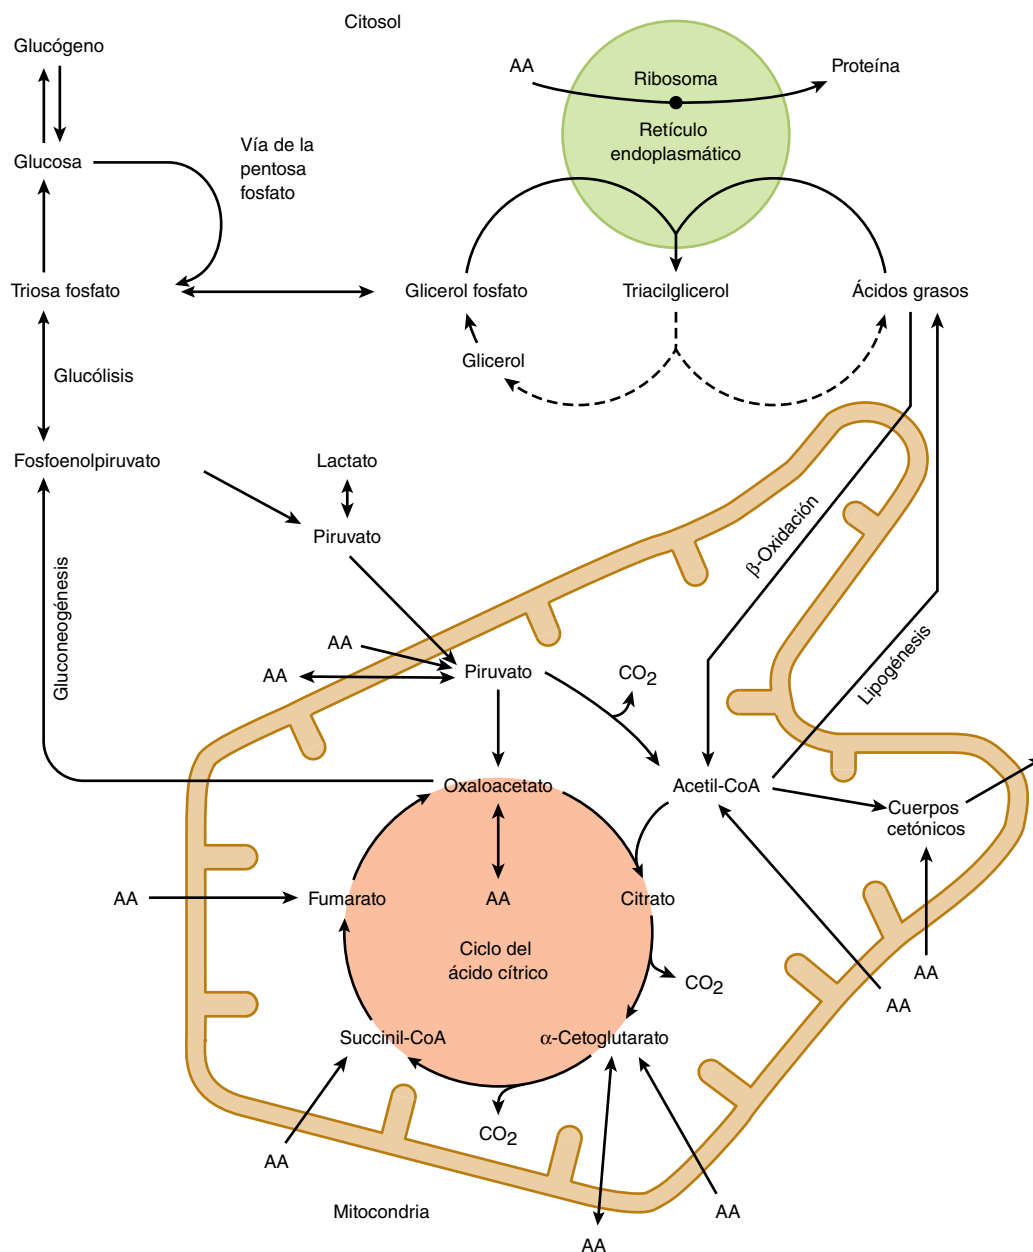 Citosol
Glucógeno
AA
Ribosoma
Proteína
Retículo
endoplasmático
Glucosa
Vía de la
pentosa
fosfato
Triosa fosfato
Glicerol fosfato
Triacilglicerol
Ácidos grasos
Glicerol
Glucólisis
Fosfoenolpiruvato
Lactato
Piruvato
β-Oxidación
Gluconeogénesis
AA
AA
Piruvato
CO2
Lipogénesis
Oxaloacetato
Acetil-CoA
Cuerpos
cetónicos
AA
Fumarato
AA
Citrato
Ciclo del
ácido cítrico
CO2
AA
AA
Succinil-CoA
α-Cetoglutarato
CO2
AA
AA
Mitocondria
AA